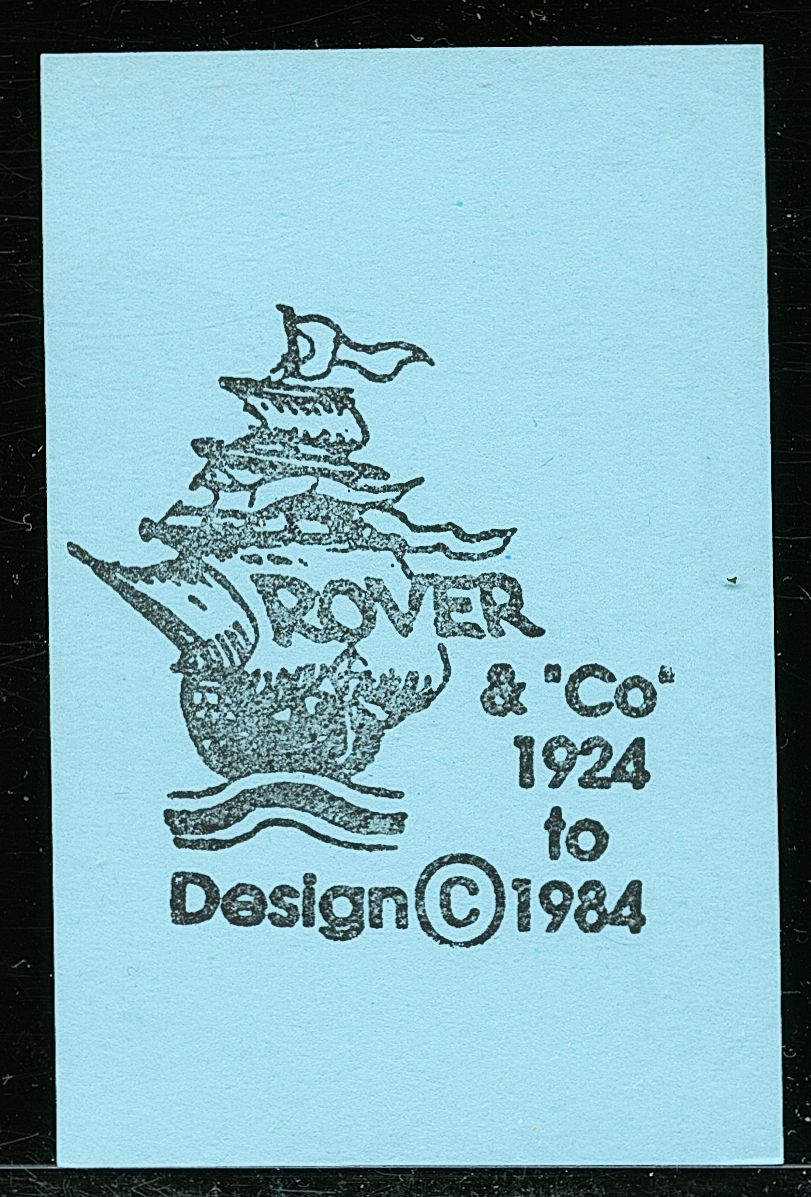 ROVER
& "Co"
1924
to
Design © 1984